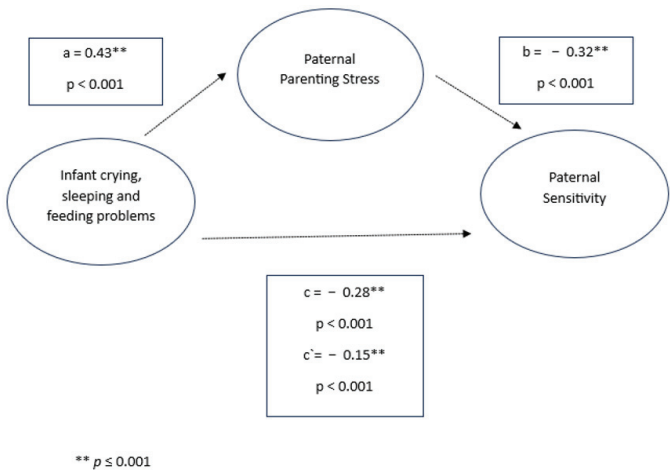 a = 0.43**
p < 0.001
Paternal
Parenting Stress
b = − 0.32**
p < 0.001
Infant crying,
sleeping and
feeding problems
Paternal
Sensitivity
c = − 0.28**
p < 0.001
c`= − 0.15**
p < 0.001
** p ≤ 0.001